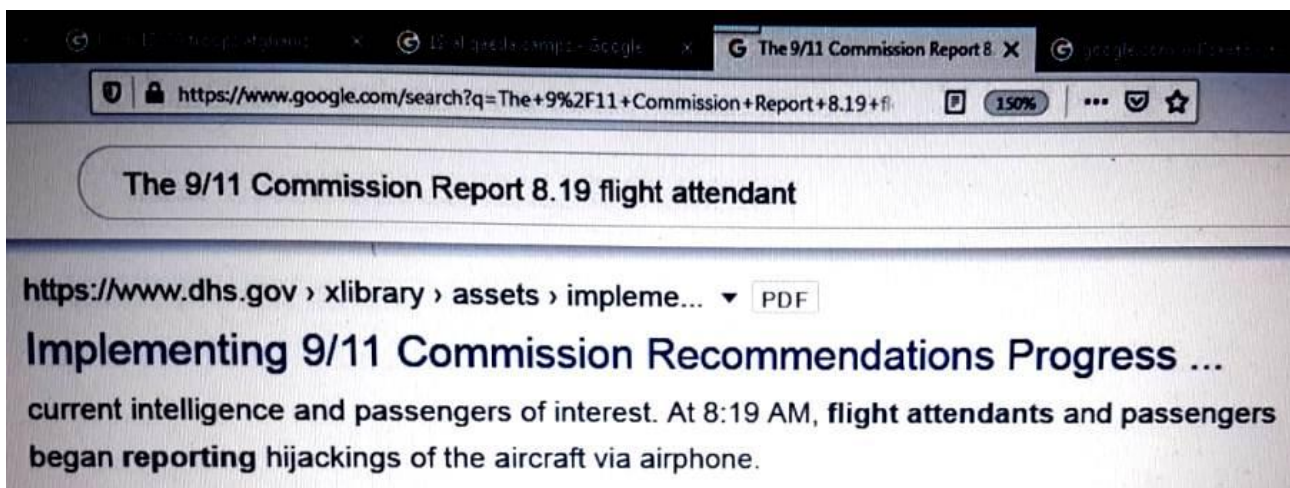 G The 9/11 Commission Report 8 X
https://www.google.com/search?q=The+9%2F11+Commission+Report+8.19+fl 150% ...
The 9/11 Commission Report 8.19 flight attendant
https://www.dhs.gov › xlibrary › assets › impleme... ▼ PDF
Implementing 9/11 Commission Recommendations Progress ...
current intelligence and passengers of interest. At 8:19 AM, flight attendants and passengers
began reporting hijackings of the aircraft via airphone.